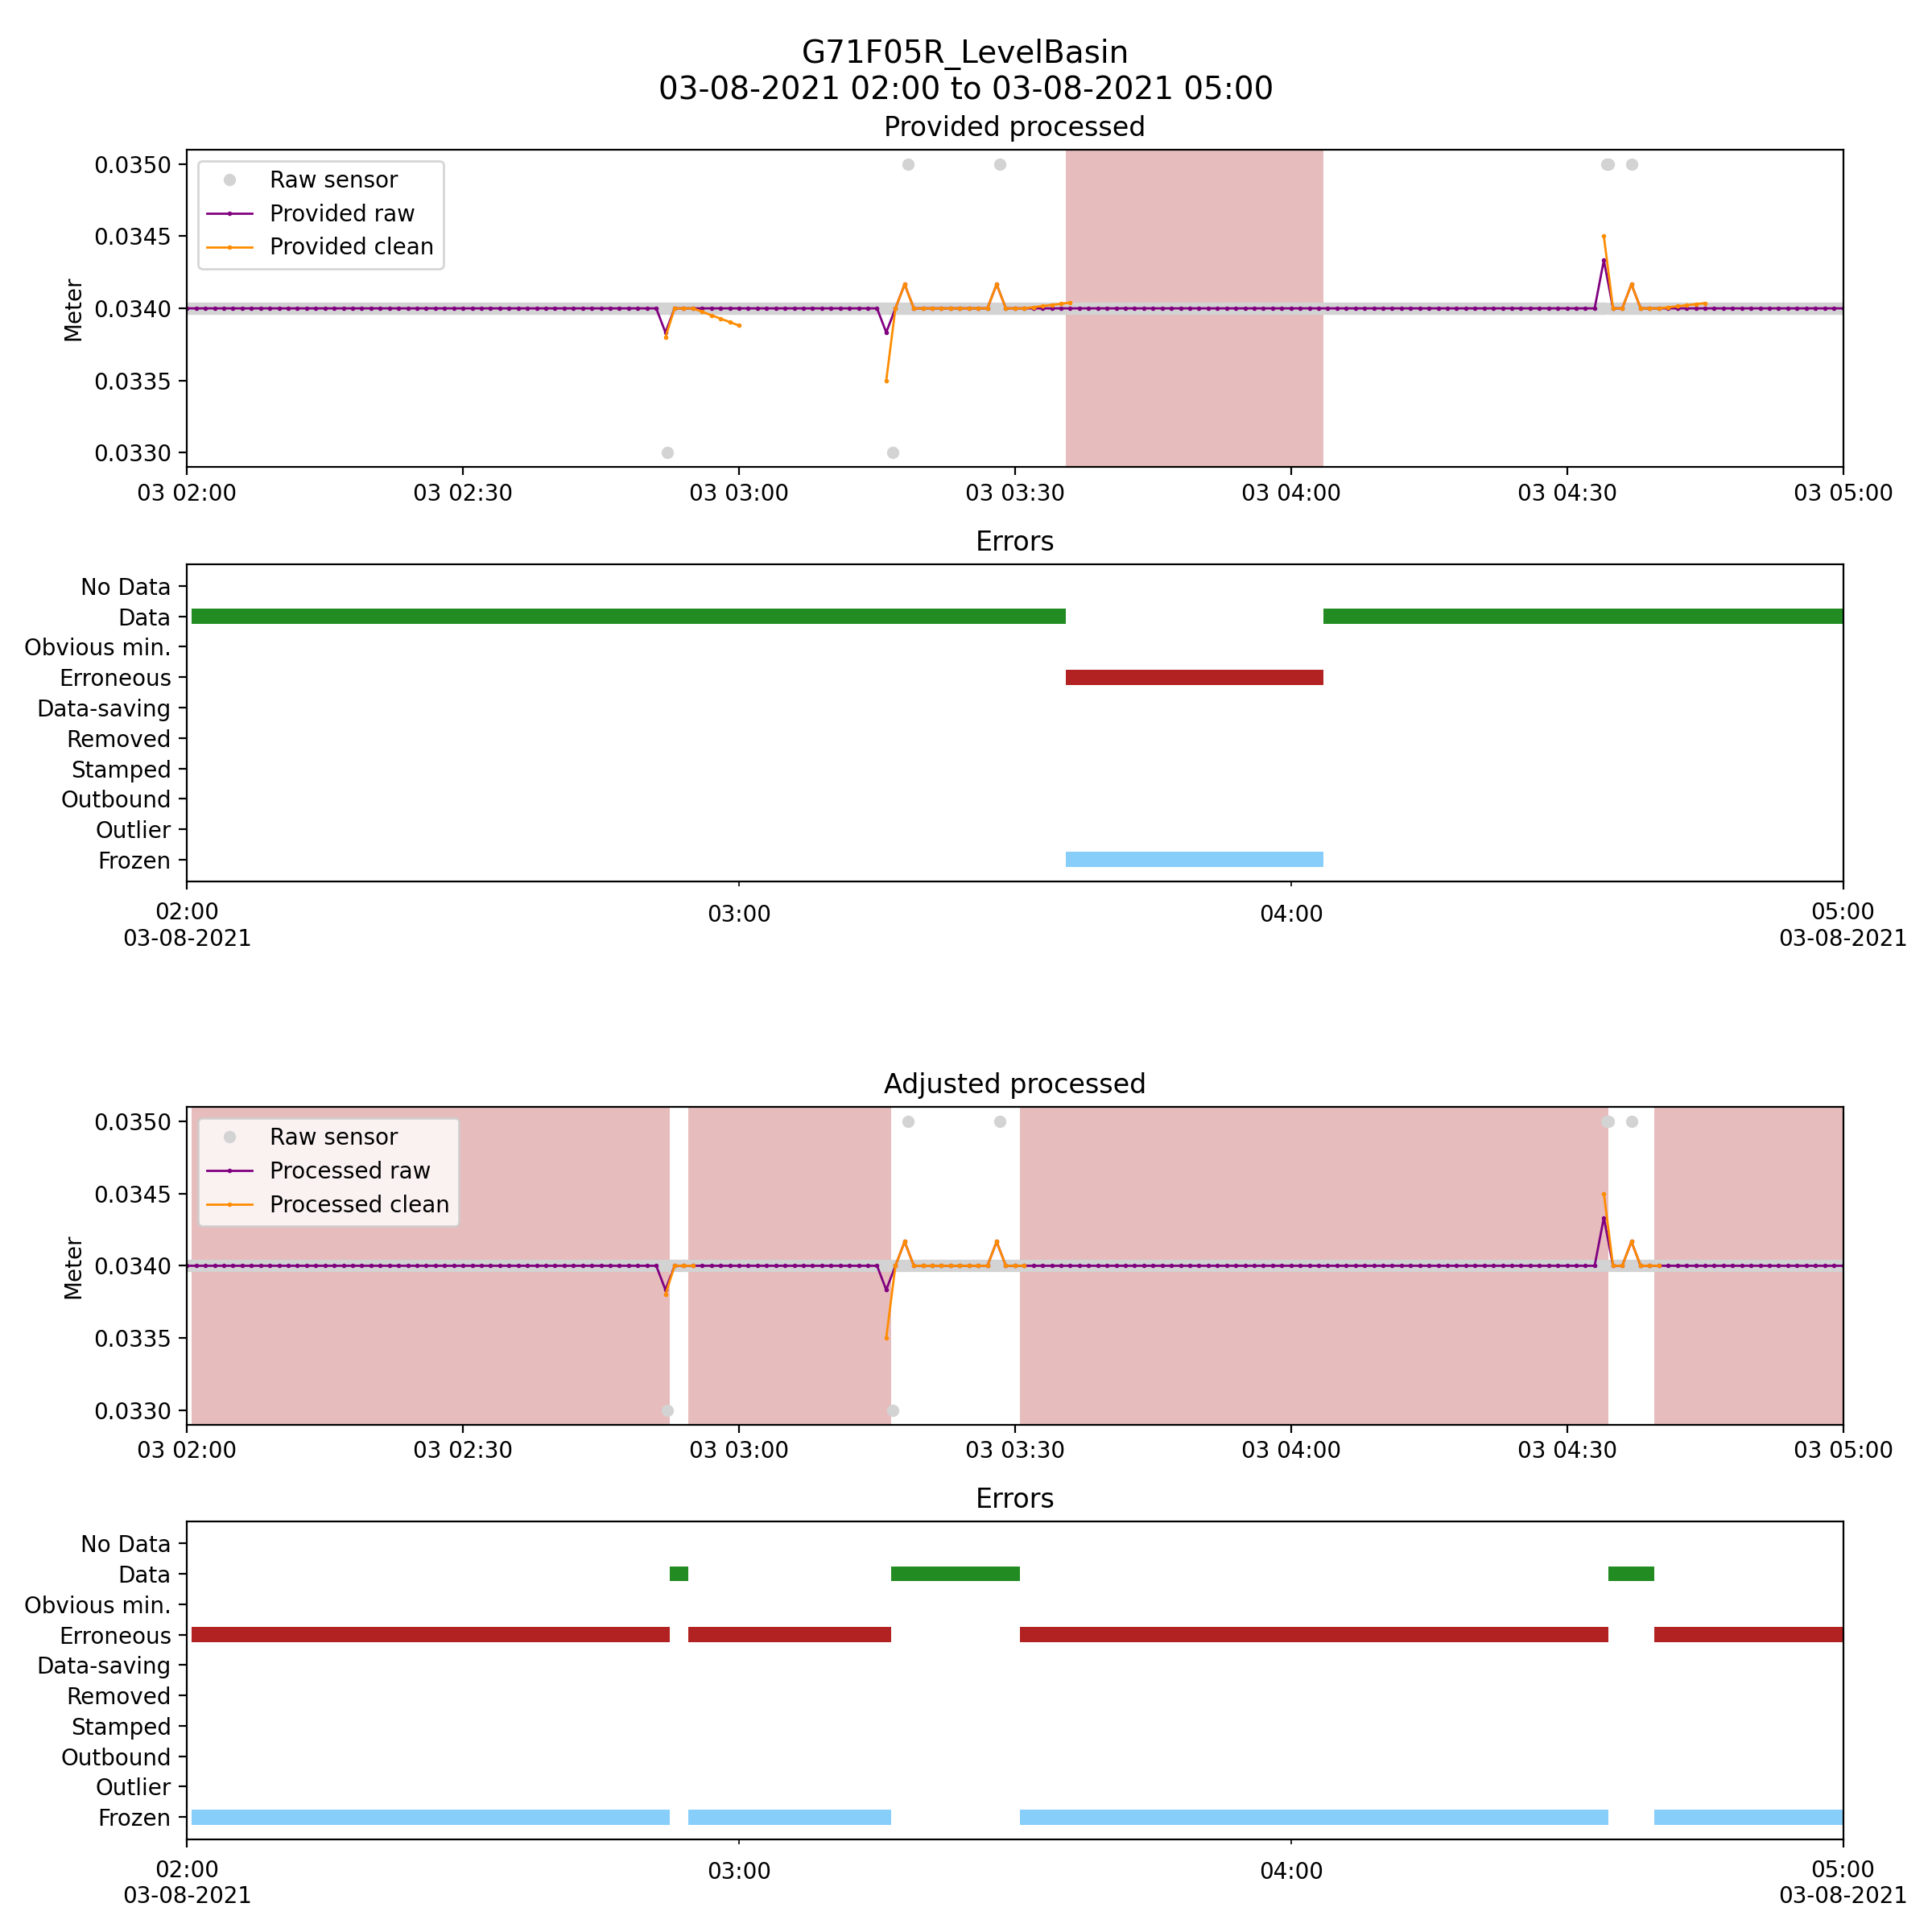 G71F05R_LevelBasin
03-08-2021 02:00 to 03-08-2021 05:00
Provided processed
0.0350
0.0345
0.0340
0.0335
0.0330
Meter
Raw sensor
Provided raw
Provided clean
03 02:00 03 02:30 03 03:00 03 03:30 03 04:00 03 04:30 03 05:00
Errors
No Data
Data
Obvious min.
Erroneous
Data-saving
Removed
Stamped
Outbound
Outlier
Frozen
02:00 03:00 04:00 05:00
03-08-2021 03-08-2021
Adjusted processed
0.0350
0.0345
0.0340
0.0335
0.0330
Meter
Raw sensor
Processed raw
Processed clean
03 02:00 03 02:30 03 03:00 03 03:30 03 04:00 03 04:30 03 05:00
Errors
No Data
Data
Obvious min.
Erroneous
Data-saving
Removed
Stamped
Outbound
Outlier
Frozen
02:00 03:00 04:00 05:00
03-08-2021 03-08-2021